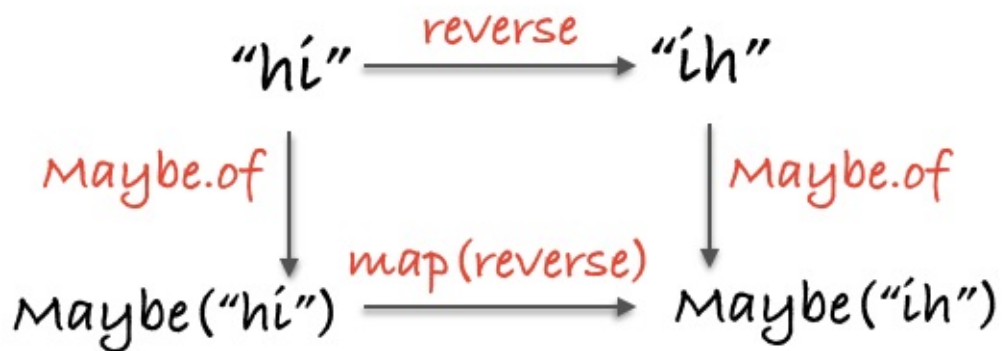 reverse
“hi” “ih”
Maybe.of Maybe.of
map(reverse)
Maybe(“hi”) Maybe(“ih”)